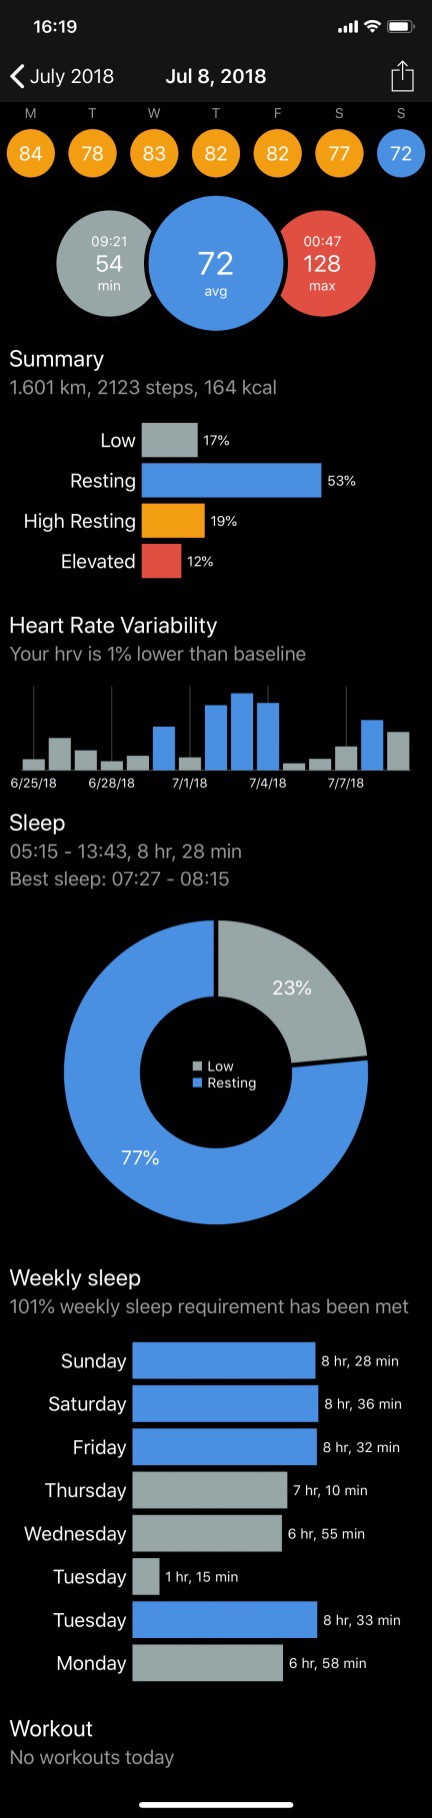 16:19
July 2018 Jul 8, 2018
M T W T F S S
84 78 83 82 82 77 72
09:21 00:47
54 72 128
min avg max
Summary
1.601 km, 2123 steps, 164 kcal
Low 17%
Resting 53%
High Resting 19%
Elevated 12%
Heart Rate Variability
Your hrv is 1% lower than baseline
6/25/18 6/28/18 7/1/18 7/4/18 7/7/18
Sleep
05:15 - 13:43, 8 hr, 28 min
Best sleep: 07:27 - 08:15
23%
Low
Resting
77%
Weekly sleep
101% weekly sleep requirement has been met
Sunday 8 hr, 28 min
Saturday 8 hr, 36 min
Friday 8 hr, 32 min
Thursday 7 hr, 10 min
Wednesday 6 hr, 55 min
Tuesday 1 hr, 15 min
Tuesday 8 hr, 33 min
Monday 6 hr, 58 min
Workout
No workouts today